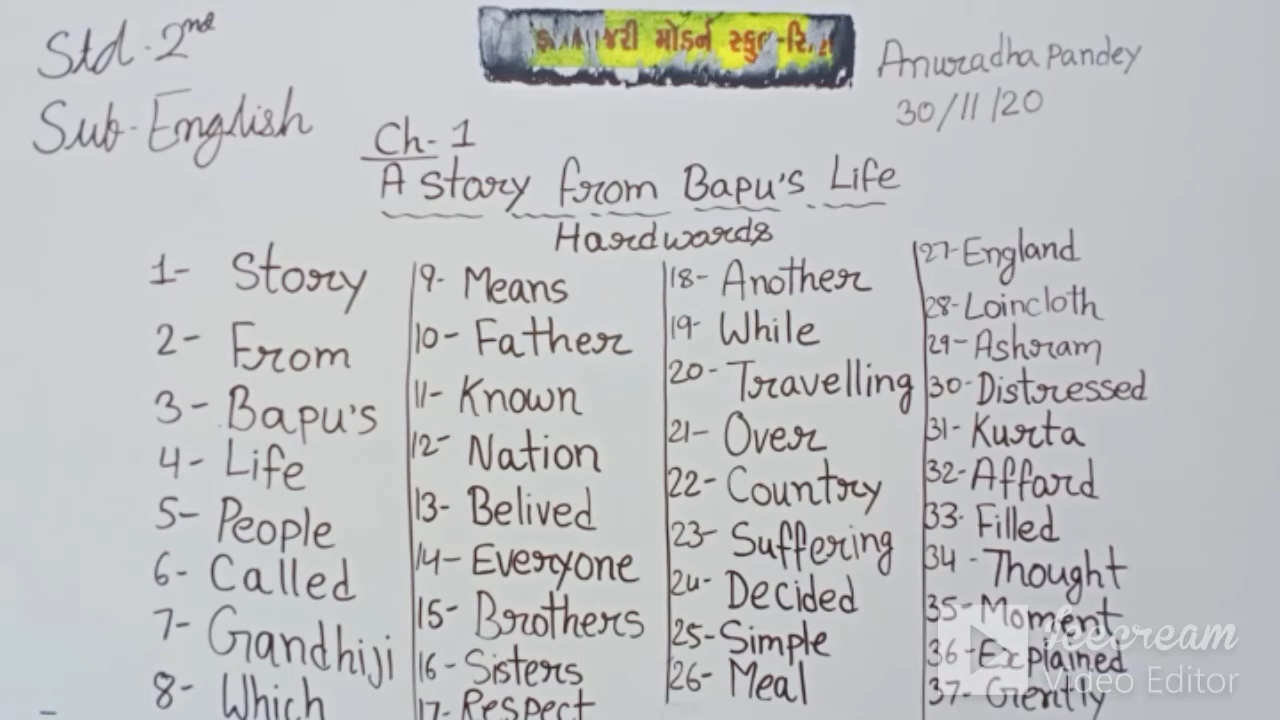 Std. 2nd
Sub-English
મોડર્ન સ્કુલ
Anuradha Pandey
30/11/20
Ch-1
A Story from Bapu's Life
Hardwords
1- Story
2- From
3- Bapu's
4- Life
5- People
6- Called
7- Gandhiji
8- Which
9- Means
10- Father
11- Known
12- Nation
13- Belived
14- Everyone
15- Brothers
16- Sisters
17- Respect
18- Another
19- While
20- Travelling
21- Over
22- Country
23- Suffering
24- Decided
25- Simple
26- Meal
27- England
28- Loincloth
29- Ashram
30- Distressed
31- Kurta
32- Affard
33- Filled
34- Thought
35- Moment
36- Explained
37- Gently
Icecream
Video Editor